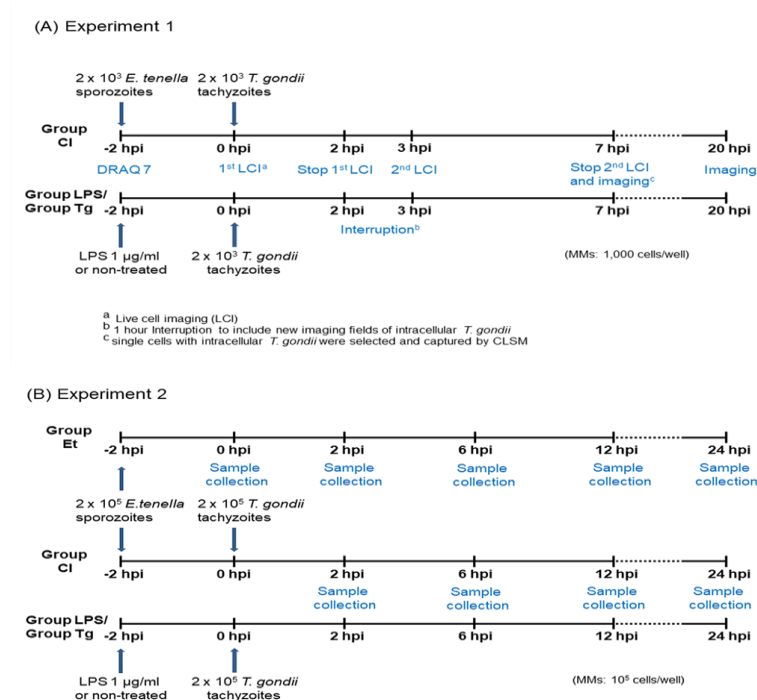 (A) Experiment 1
2 x 10³ E. tenella 2 x 10³ T. gondii
sporozoites tachyzoites
Group
CI
-2 hpi 0 hpi 2 hpi 3 hpi 7 hpi 20 hpi
DRAQ 7 1ˢᵗ LCIᵃ Stop 1ˢᵗ LCI 2ⁿᵈ LCI Stop 2ⁿᵈ LCI Imaging
and imagingᶜ
Group LPS/
Group Tg -2 hpi 0 hpi 2 hpi 3 hpi 7 hpi 20 hpi
Interruptionᵇ
LPS 1 µg/ml 2 x 10³ T. gondii (MMs: 1,000 cells/well)
or non-treated tachyzoites
ᵃ Live cell imaging (LCI)
ᵇ 1 hour Interruption to include new imaging fields of intracellular T. gondii
ᶜ single cells with intracellular T. gondii were selected and captured by CLSM
(B) Experiment 2
Group
Et
-2 hpi 0 hpi 2 hpi 6 hpi 12 hpi 24 hpi
Sample Sample Sample Sample Sample
collection collection collection collection collection
2 x 10⁵ E.tenella 2 x 10⁵ T. gondii
sporozoites tachyzoites
Group
CI
-2 hpi 0 hpi 2 hpi 6 hpi 12 hpi 24 hpi
Sample Sample Sample Sample
collection collection collection collection
Group LPS/
Group Tg -2 hpi 0 hpi 2 hpi 6 hpi 12 hpi 24 hpi
LPS 1 µg/ml 2 x 10⁵ T. gondii (MMs: 10⁵ cells/well)
or non-treated tachyzoites